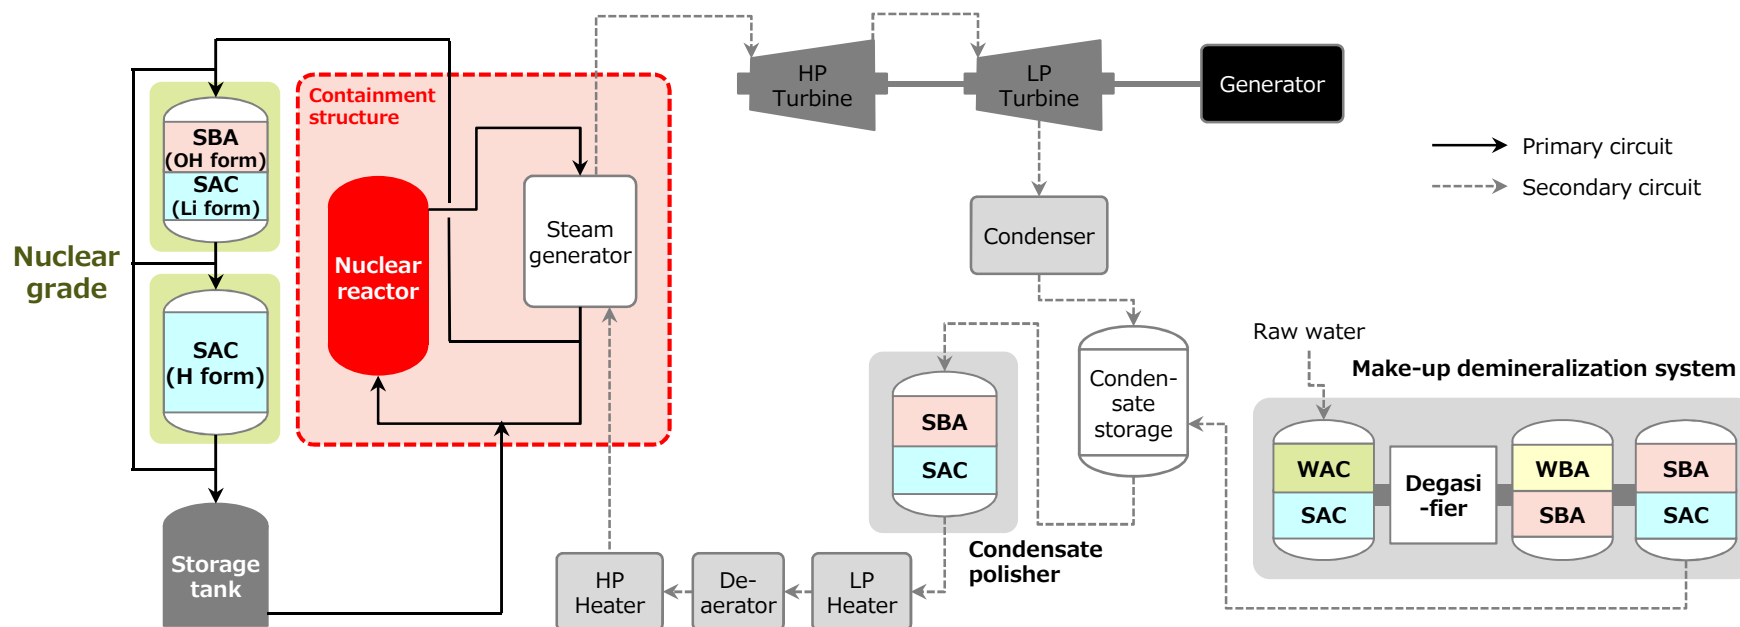 Containment
structure
SBA
(OH form)
SAC
(Li form)
Nuclear
grade
SAC
(H form)
Storage
tank
Nuclear
reactor
Steam
generator
HP
Turbine
LP
Turbine
Generator
Primary circuit
Secondary circuit
Condenser
Conden-
sate
storage
SBA
SAC
Condensate
polisher
HP
Heater
De-
aerator
LP
Heater
Raw water
Make-up demineralization system
WAC
SAC
Degasi
-fier
WBA
SBA
SBA
SAC